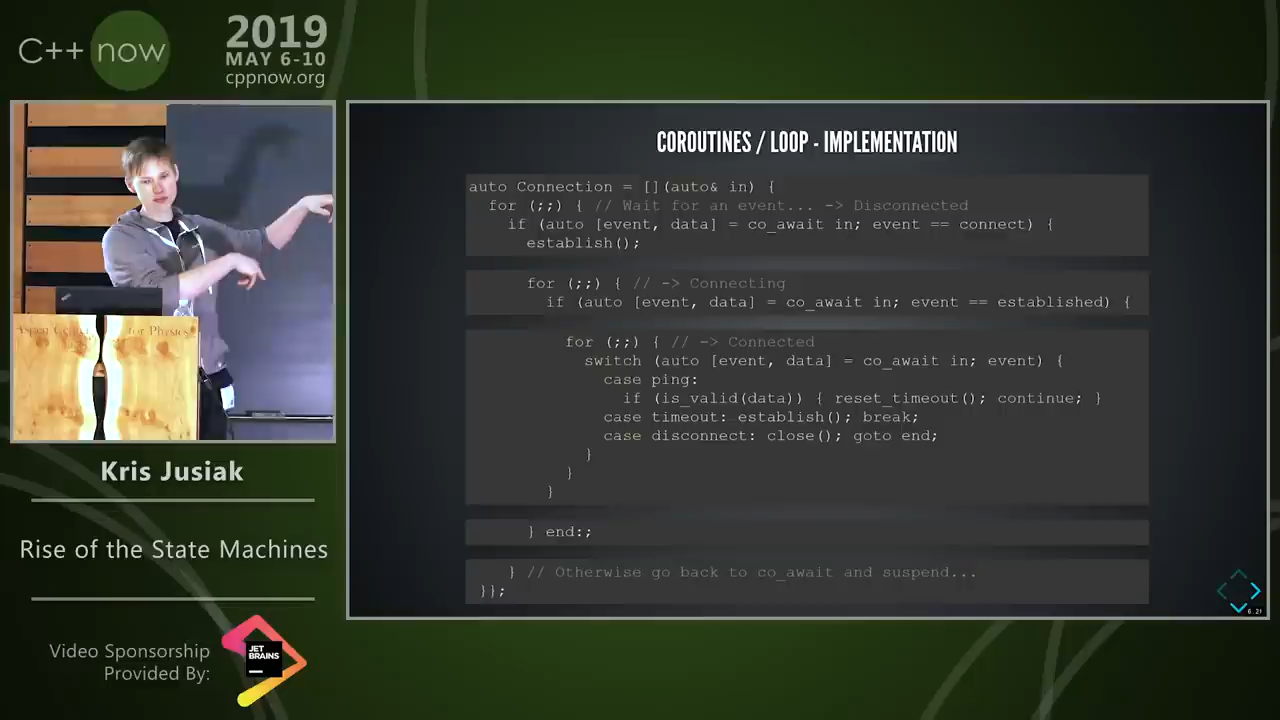 C++ now
2019
MAY 6-10
cppnow.org
COROUTINES / LOOP - IMPLEMENTATION
auto Connection = [](auto& in) {
for (;;) { // Wait for an event... -> Disconnected
if (auto [event, data] = co_await in; event == connect) {
establish();
for (;;) { // -> Connecting
if (auto [event, data] = co_await in; event == established) {
for (;;) { // -> Connected
switch (auto [event, data] = co_await in; event) {
case ping:
if (is_valid(data)) { reset_timeout(); continue; }
case timeout: establish(); break;
case disconnect: close(); goto end;
}
}
}
} end:;
} // Otherwise go back to co_await and suspend...
}};
for Physics
Kris Jusiak
Rise of the State Machines
Video Sponsorship
Provided By:
JET
BRAINS